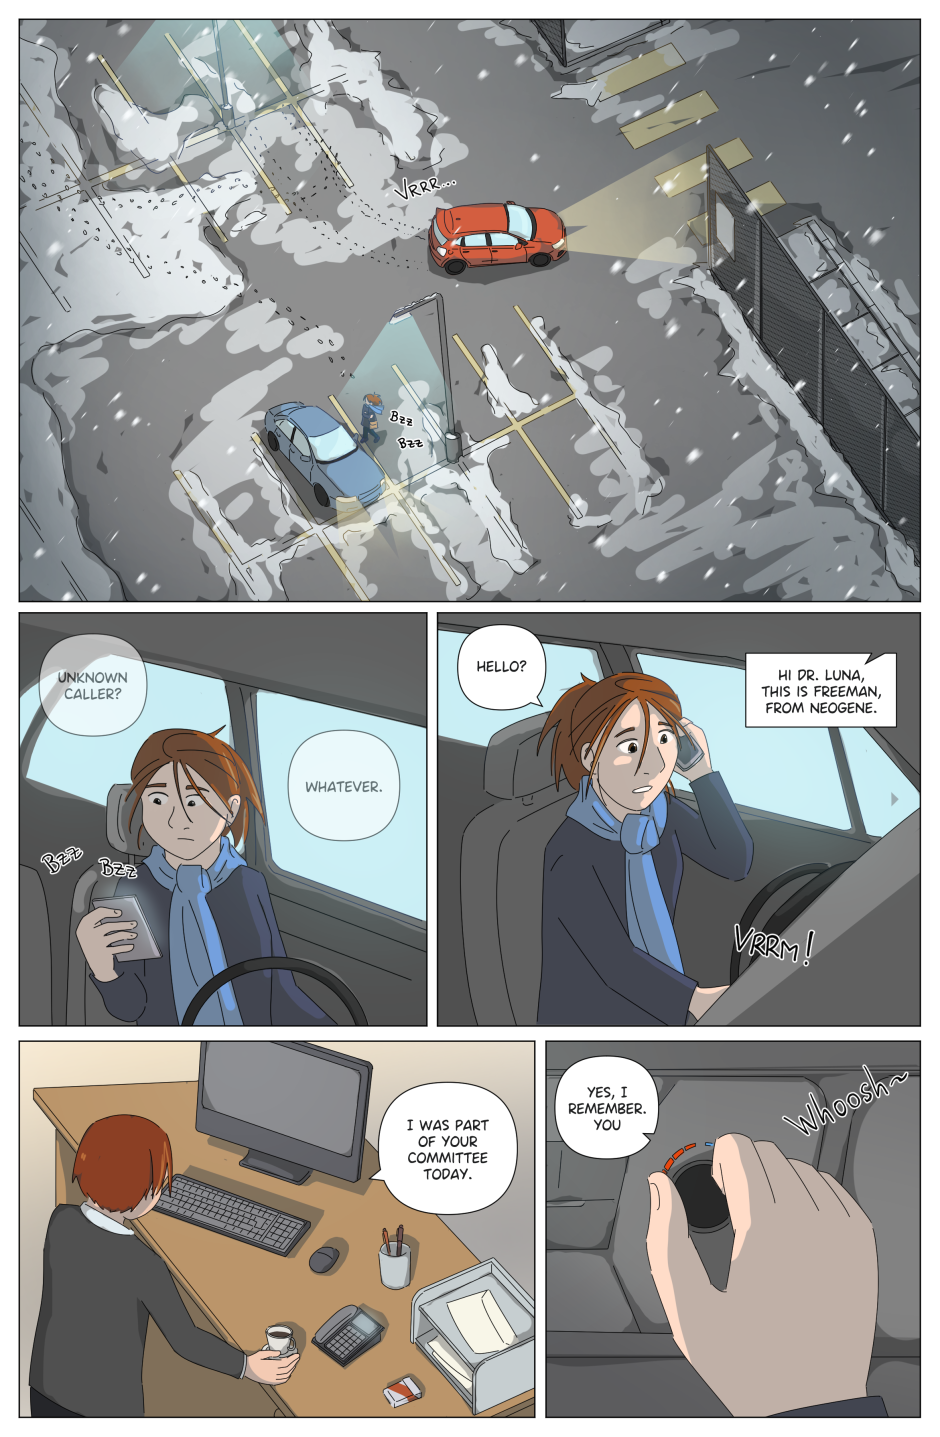 VRRR...
BZZ
BZZ
UNKNOWN
CALLER?
WHATEVER.
BZZ
BZZ
HELLO?
HI DR. LUNA,
THIS IS FREEMAN,
FROM NEOGENE.
VRRM!
I WAS PART
OF YOUR
COMMITTEE
TODAY.
YES, I
REMEMBER.
YOU
Whoosh~